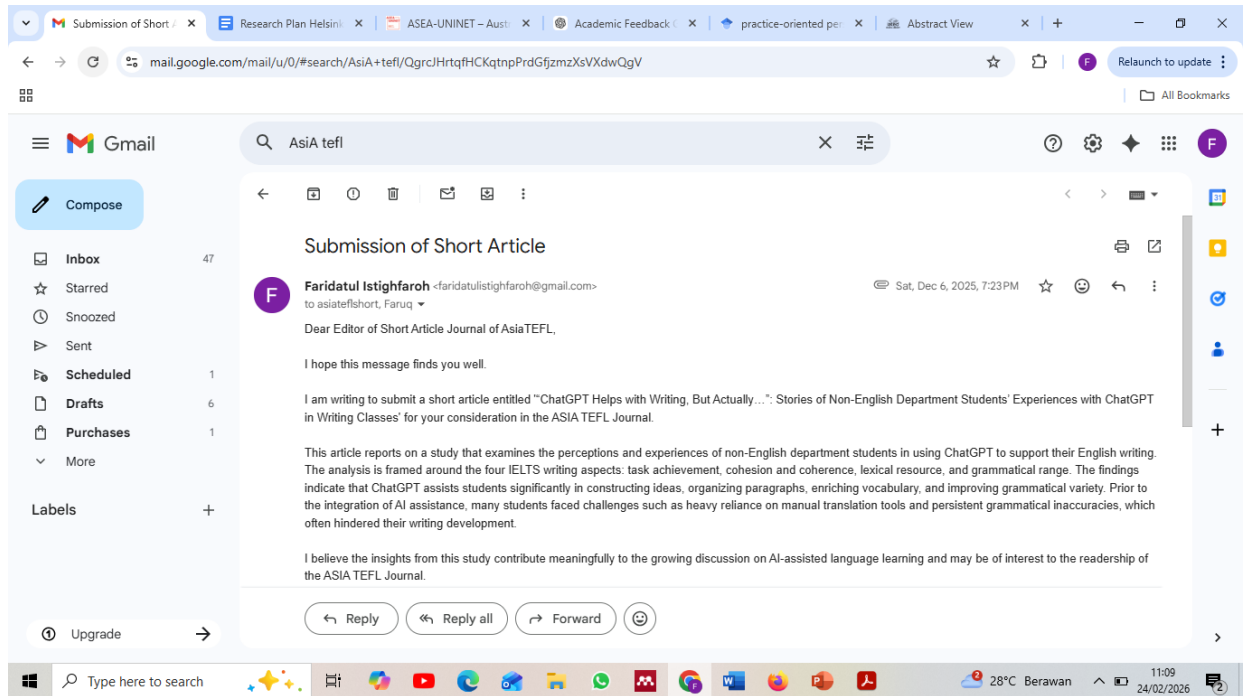 Submission of Short A
Research Plan Helsink
ASEA-UNINET – Austr
Academic Feedback
practice-oriented per
Abstract View
mail.google.com/mail/u/0/#search/AsiA+tefl/QgrcJHrtqfHCKqtnpPrdGfjzmzXsVXdwQgV
F
Relaunch to update
All Bookmarks
Gmail
AsiA tefl
F
Compose
Inbox 47
Starred
Snoozed
Sent
Scheduled 1
Drafts 6
Purchases 1
More
Labels
Upgrade
Submission of Short Article
F
Faridatul Istighfaroh <faridatulistighfaroh@gmail.com>
Sat, Dec 6, 2025, 7:23 PM
to asiateflshort, Faruq
Dear Editor of Short Article Journal of AsiaTEFL,
I hope this message finds you well.
I am writing to submit a short article entitled '“ChatGPT Helps with Writing, But Actually…”: Stories of Non-English Department Students’ Experiences with ChatGPT
in Writing Classes' for your consideration in the ASIA TEFL Journal.
This article reports on a study that examines the perceptions and experiences of non-English department students in using ChatGPT to support their English writing.
The analysis is framed around the four IELTS writing aspects: task achievement, cohesion and coherence, lexical resource, and grammatical range. The findings
indicate that ChatGPT assists students significantly in constructing ideas, organizing paragraphs, enriching vocabulary, and improving grammatical variety. Prior to
the integration of AI assistance, many students faced challenges such as heavy reliance on manual translation tools and persistent grammatical inaccuracies, which
often hindered their writing development.
I believe the insights from this study contribute meaningfully to the growing discussion on AI-assisted language learning and may be of interest to the readership of
the ASIA TEFL Journal.
Reply
Reply all
Forward
31
Type here to search
28°C Berawan
11:09
24/02/2026
2